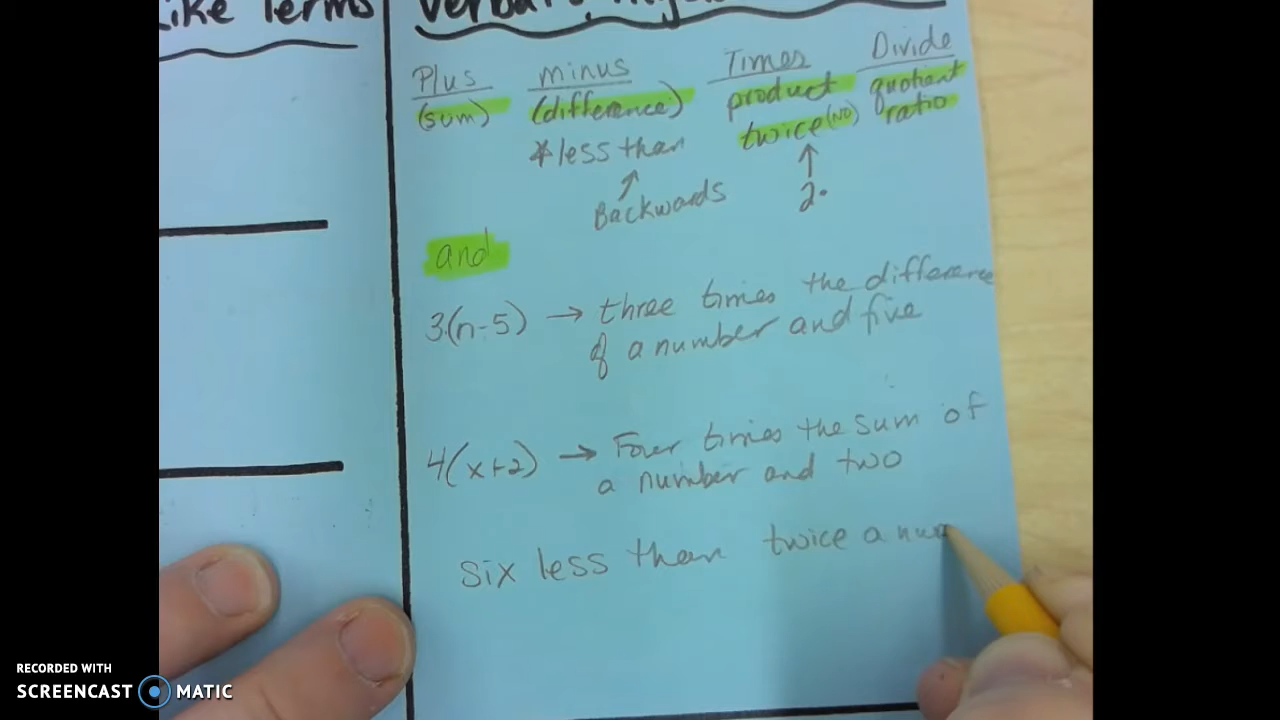 Like Terms
Plus minus Times Divide
(sum) (difference) product quotient
*less than twice (NO) ratio
Backwards 2·
and
3·(n-5) → three times the difference
of a number and five
4(x+2) → Four times the sum of
a number and two
six less than twice a
RECORDED WITH
SCREENCAST MATIC